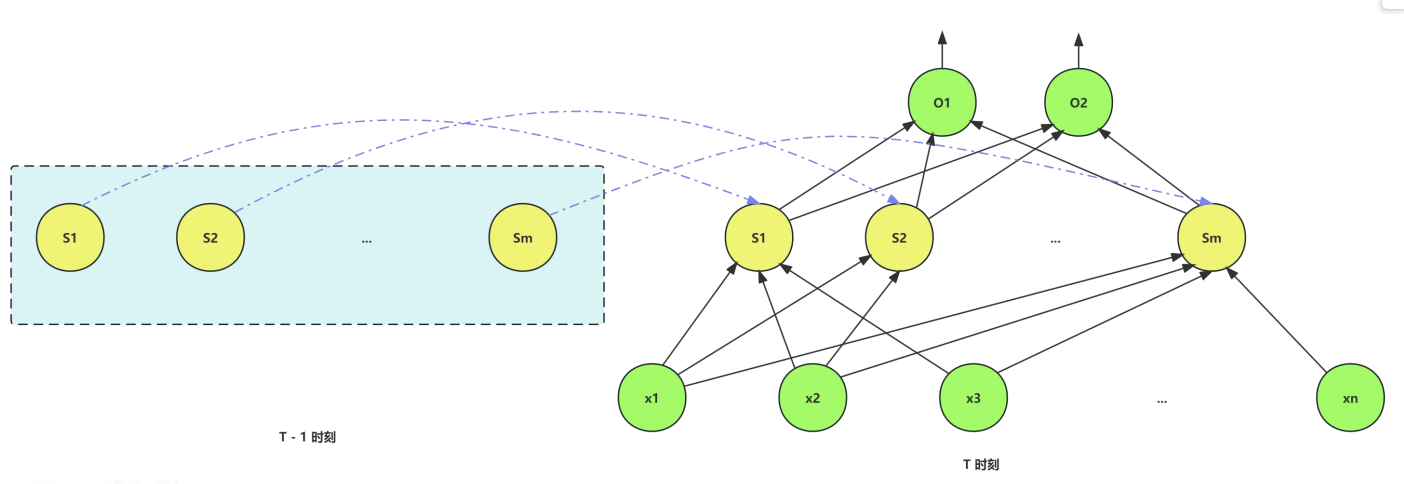 O1 O2
S1 S2 ... Sm S1 S2 ... Sm
x1 x2 x3 ... xn
T - 1 时刻
T 时刻